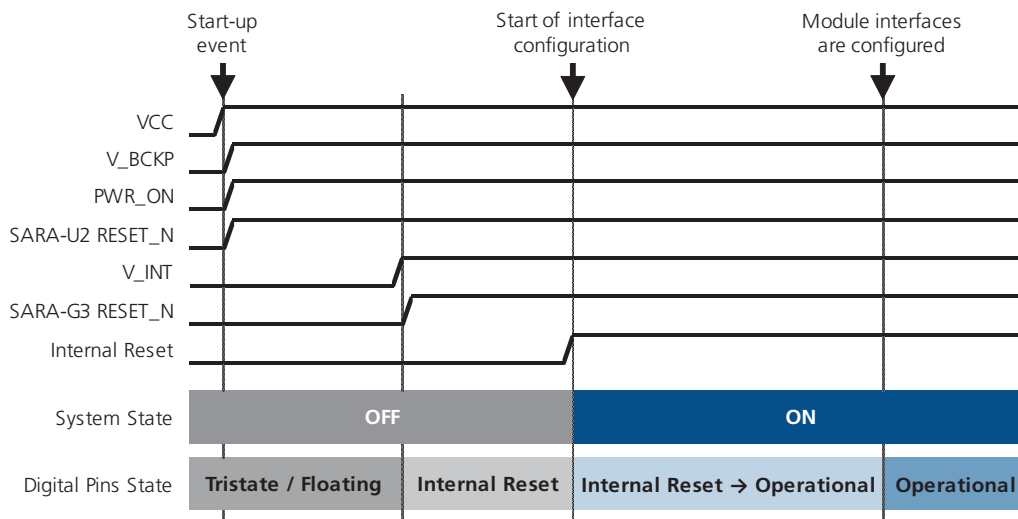 Start-up
event
Start of interface
configuration
Module interfaces
are configured
VCC
V_BCKP
PWR_ON
SARA-U2 RESET_N
V_INT
SARA-G3 RESET_N
Internal Reset
System State
OFF
ON
Digital Pins State
Tristate / Floating
Internal Reset
Internal Reset → Operational
Operational